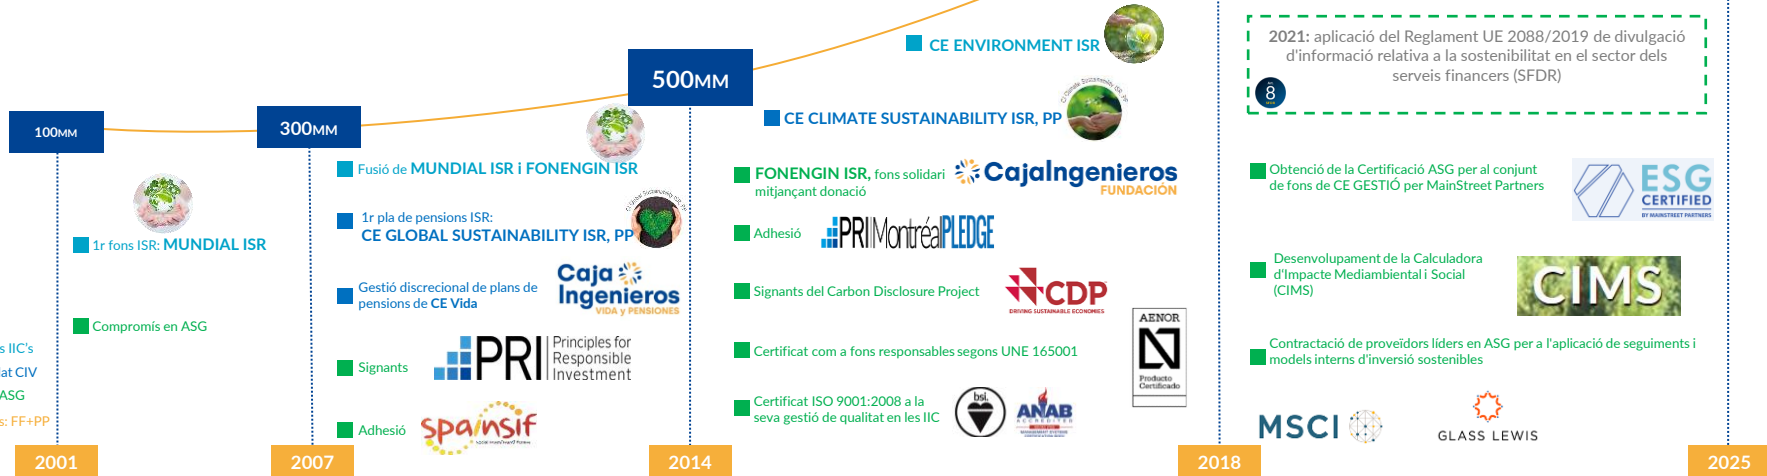 CE ENVIRONMENT ISR
2021: aplicació del Reglament UE 2088/2019 de divulgació
d'informació relativa a la sostenibilitat en el sector dels
serveis financers (SFDR)
8
500MM
CE CLIMATE SUSTAINABILITY ISR, PP
100MM
300MM
Fusió de MUNDIAL ISR i FONENGIN ISR
1r pla de pensions ISR:
CE GLOBAL SUSTAINABILITY ISR, PP
1r fons ISR: MUNDIAL ISR
Gestió discrecional de plans de
pensions de CE Vida
Caja
Ingenieros
VIDA y PENSIONES
Compromís en ASG
s IIC's
lat CIV
ASG
s: FF+PP
Signants
PRI
Principles for
Responsible
Investment
Adhesió
spainsif
FONENGIN ISR, fons solidari
mitjançant donació
CajaIngenieros
FUNDACIÓN
Adhesió
PRI Montréal PLEDGE
Signants del Carbon Disclosure Project
CDP
DRIVING SUSTAINABLE ECONOMIES
Certificat com a fons responsables segons UNE 165001
AENOR
N
Producto
Certificado
Certificat ISO 9001:2008 a la
seva gestió de qualitat en les IIC
bsi.
ANAB
ACCREDITED
Obtenció de la Certificació ASG per al conjunt
de fons de CE GESTIÓ per MainStreet Partners
ESG
CERTIFIED
BY MAINSTREET PARTNERS
Desenvolupament de la Calculadora
d'Impacte Mediambiental i Social
(CIMS)
CIMS
Contractació de proveïdors líders en ASG per a l'aplicació de seguiments i
models interns d'inversió sostenibles
MSCI
GLASS LEWIS
2001
2007
2014
2018
2025